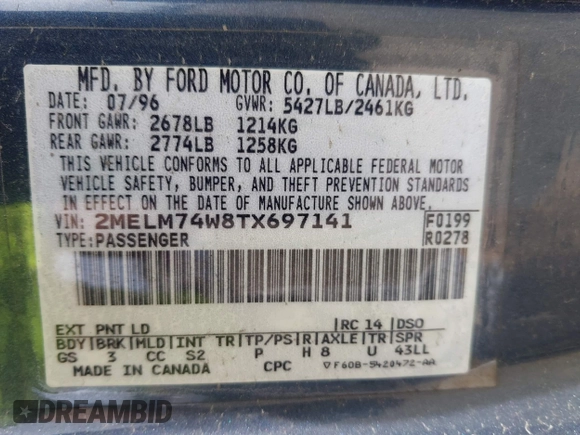 MFD. BY FORD MOTOR CO. OF CANADA, LTD.
DATE: 07/96 GVWR: 5427LB/2461KG
FRONT GAWR: 2678LB 1214KG
REAR GAWR: 2774LB 1258KG
THIS VEHICLE CONFORMS TO ALL APPLICABLE FEDERAL MOTOR
VEHICLE SAFETY, BUMPER, AND THEFT PREVENTION STANDARDS
IN EFFECT ON THE DATE OF MANUFACTURE SHOWN ABOVE.
VIN: 2MELM74W8TX697141 F0199
TYPE: PASSENGER R0278
EXT PNT LD RC 14 DSO
BDY BRK MLD INT TR TP/PS R AXLE TR SPR
GS 3 CC S2 P H 8 U 43LL
MADE IN CANADA CPC VF60B-5420472-AA
DREAMBID